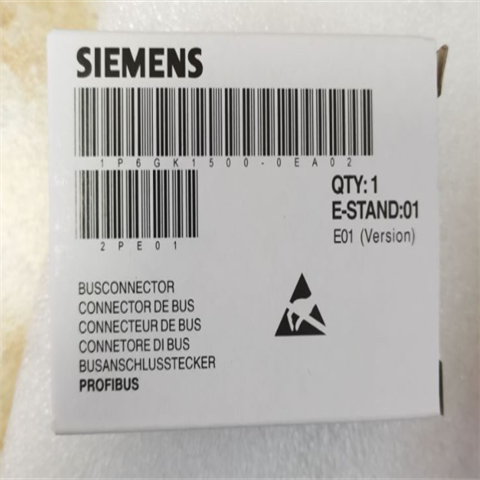 SIEMENS
1P6GK1500-0EA02
QTY: 1
E-STAND:01
2PE01
E01 (Version)
BUSCONNECTOR
CONNECTOR DE BUS
CONNECTEUR DE BUS
CONNETORE DI BUS
BUSANSCHLUSSTECKER
PROFIBUS